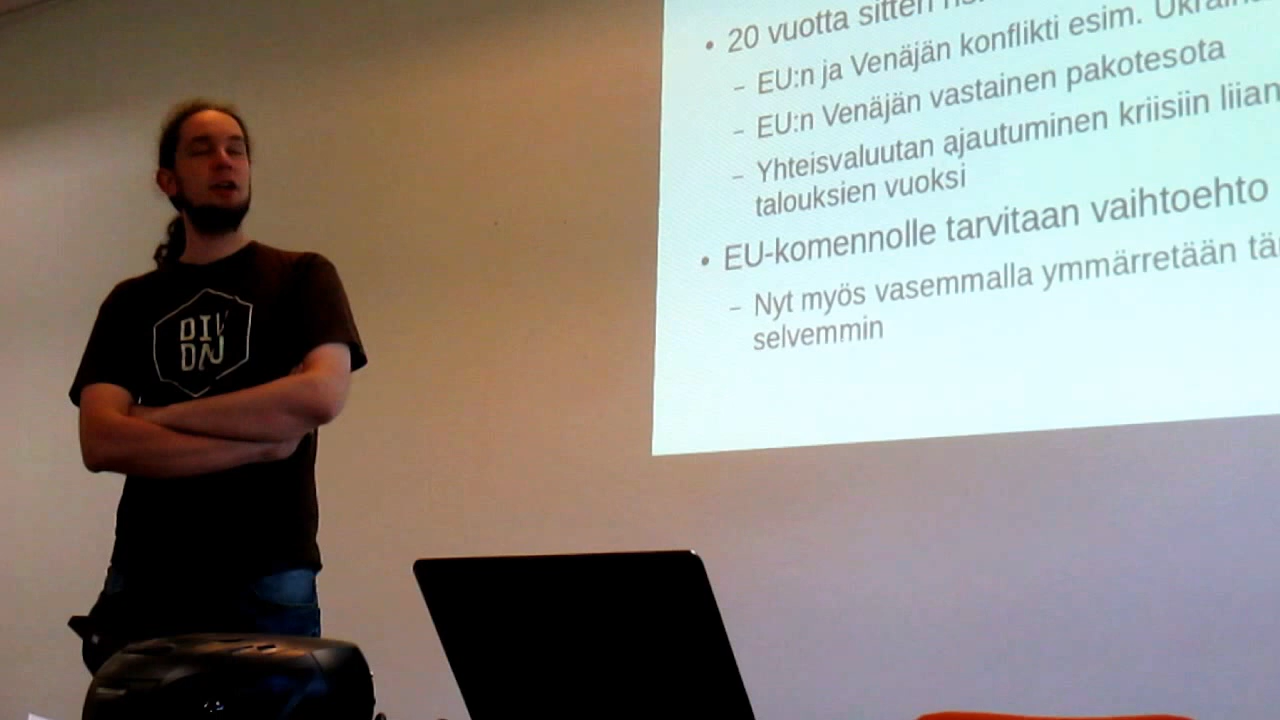 • 20 vuotta sitten
– EU:n ja Venäjän konflikti esim.
– EU:n Venäjän vastainen pakotesota
– Yhteisvaluutan ajautuminen kriisiin liian
talouksien vuoksi
• EU-komennolle tarvitaan vaihtoehto
– Nyt myös vasemmalla ymmärretään
selvemmin